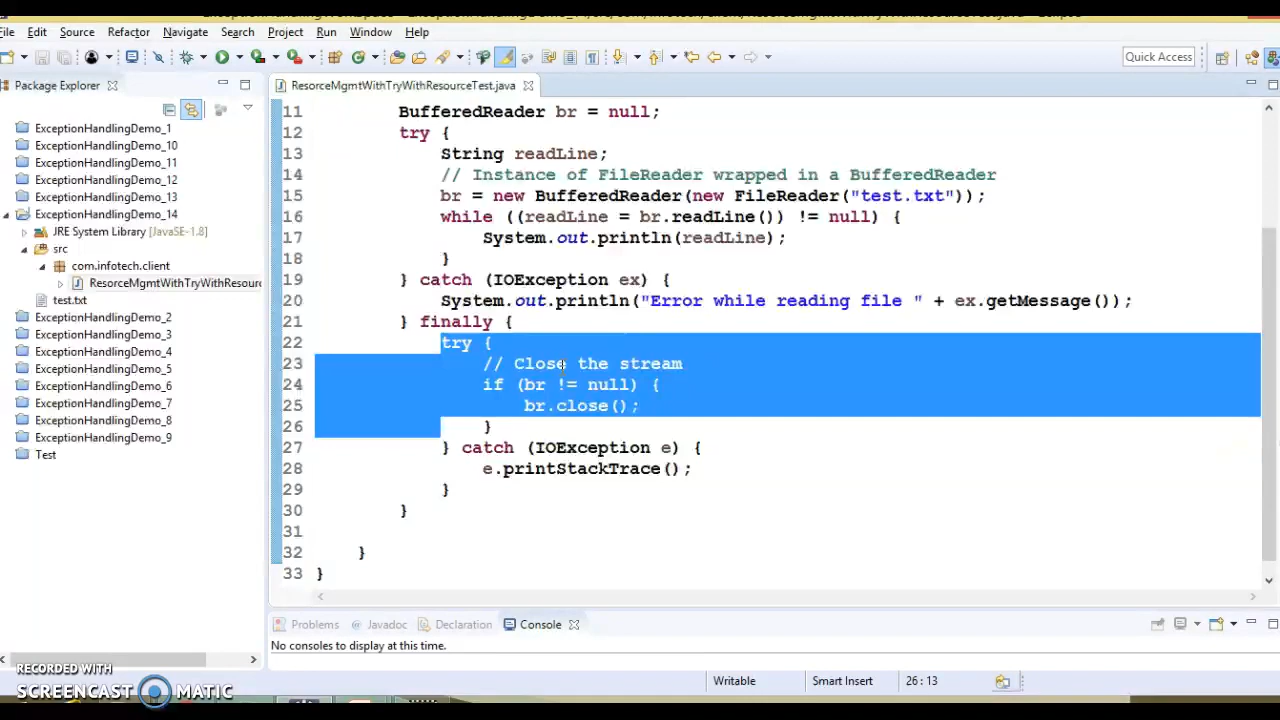 File Edit Source Refactor Navigate Search Project Run Window Help
Quick Access
Package Explorer
ResorceMgmtWithTryWithResourceTest.java
ExceptionHandlingDemo_1
ExceptionHandlingDemo_10
ExceptionHandlingDemo_11
ExceptionHandlingDemo_12
ExceptionHandlingDemo_13
ExceptionHandlingDemo_14
JRE System Library [JavaSE-1.8]
src
com.infotech.client
ResorceMgmtWithTryWithResour
test.txt
ExceptionHandlingDemo_2
ExceptionHandlingDemo_3
ExceptionHandlingDemo_4
ExceptionHandlingDemo_5
ExceptionHandlingDemo_6
ExceptionHandlingDemo_7
ExceptionHandlingDemo_8
ExceptionHandlingDemo_9
Test
11 BufferedReader br = null;
12 try {
13 String readLine;
14 // Instance of FileReader wrapped in a BufferedReader
15 br = new BufferedReader(new FileReader("test.txt"));
16 while ((readLine = br.readLine()) != null) {
17 System.out.println(readLine);
18 }
19 } catch (IOException ex) {
20 System.out.println("Error while reading file " + ex.getMessage());
21 } finally {
22 try {
23 // Close the stream
24 if (br != null) {
25 br.close();
26 }
27 } catch (IOException e) {
28 e.printStackTrace();
29 }
30 }
31
32 }
33 }
Problems @ Javadoc Declaration Console
No consoles to display at this time.
Writable Smart Insert 26 : 13
RECORDED WITH
SCREENCAST MATIC